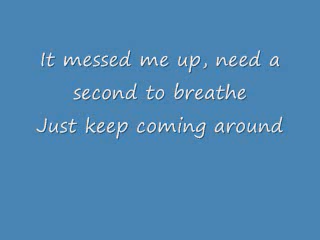 It messed me up, need a
second to breathe
Just keep coming around